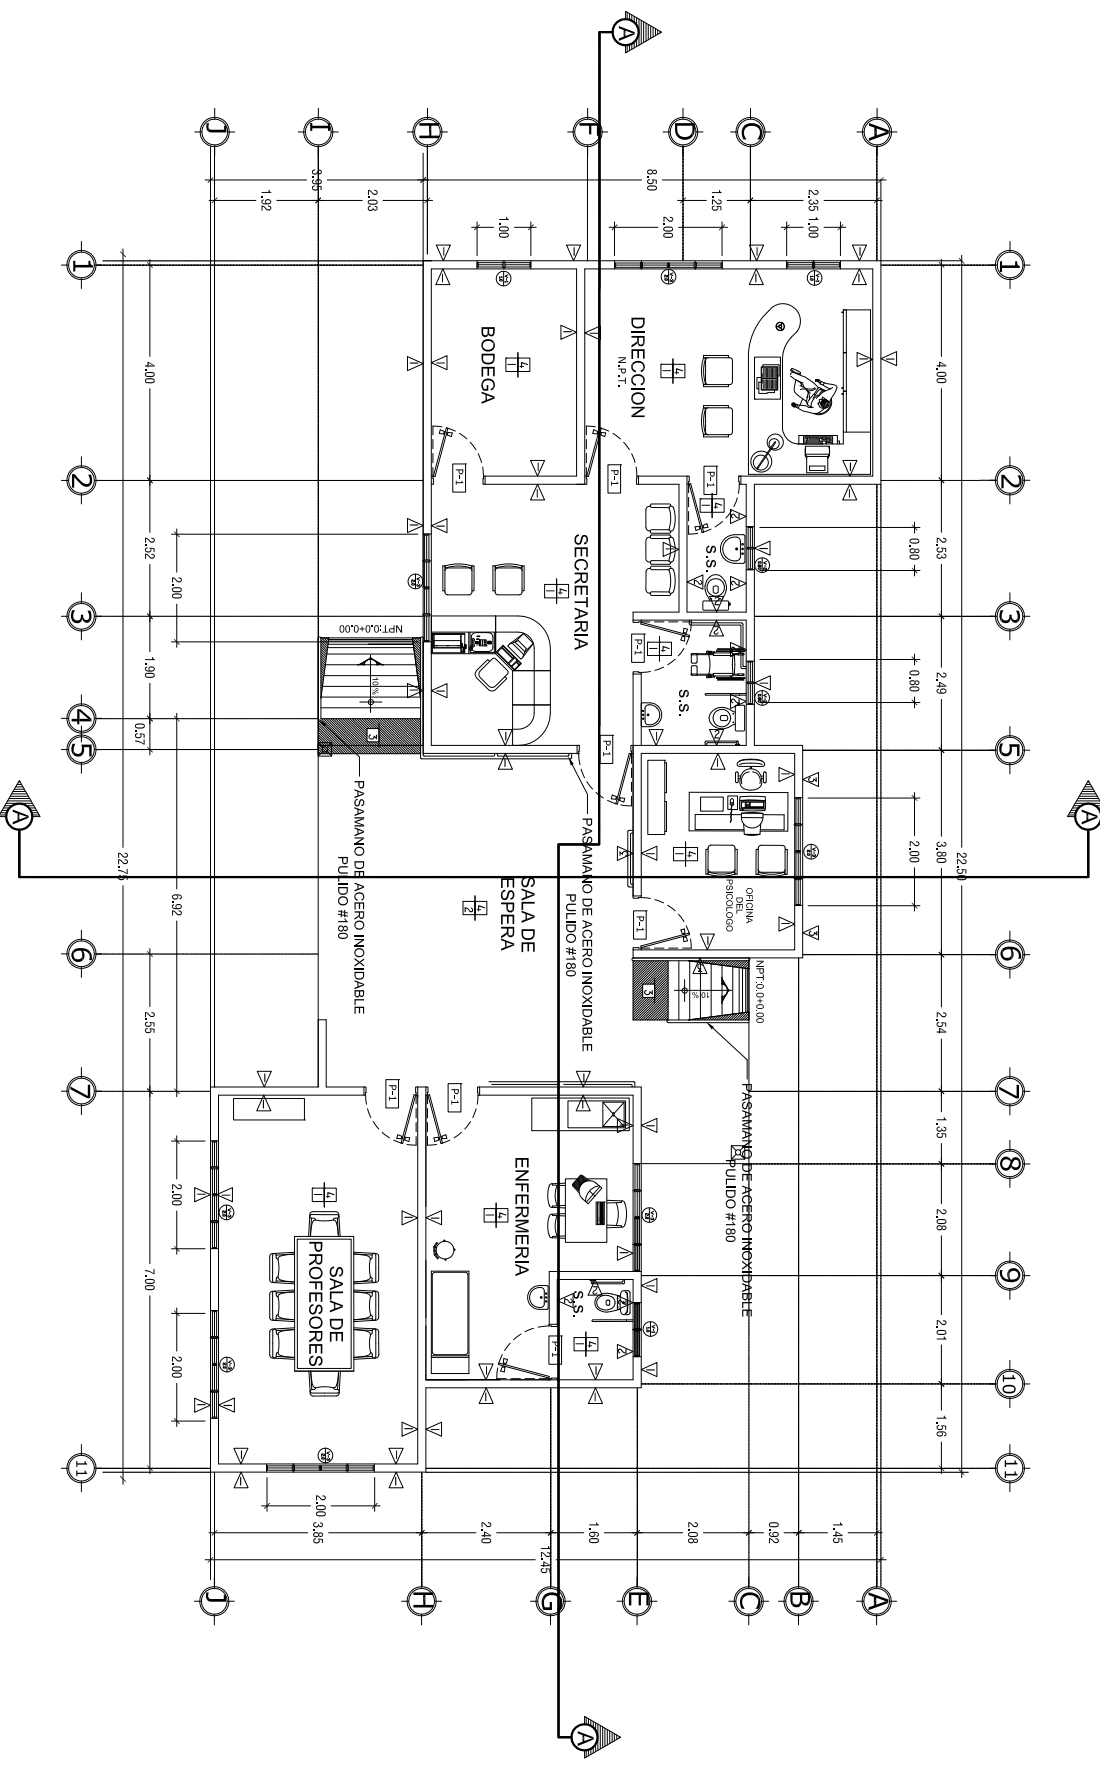 A
1
2
3
5
6
7
8
9
10
11
22.50
4.00
2.53
2.49
3.80
2.54
1.35
2.08
2.01
1.56
0.80
0.80
2.00
A
A
2.35
1.00
1.45
B
0.92
C
C
NPT:0.0+0.00
10 %
3
PASAMANO DE ACERO INOXIDABLE
PULIDO #180
OFICINA
DEL
PSICOLOGO
S.S.
S.S.
P-1
P-1
P-1
P-1
D
1.25
2.08
E
8.50
2.00
DIRECCION
N.P.T.
P-1
P-1
A
A
F
1.60
G
12.45
SECRETARIA
PASAMANO DE ACERO INOXIDABLE
PULIDO #180
S.S.
P-1
SALA DE
ESPERA
ENFERMERIA
BODEGA
P-1
P-1
1.00
2.40
H
H
P-1
2.00
NPT:0.0+0.00
10 %
3
PASAMANO DE ACERO INOXIDABLE
PULIDO #180
2.03
3.95
I
1.92
SALA DE
PROFESORES
2.00
3.85
J
J
2.00
2.00
4.00
2.52
1.90
0.57
6.92
2.55
7.00
22.75
1
2
3
4
5
6
7
11
A